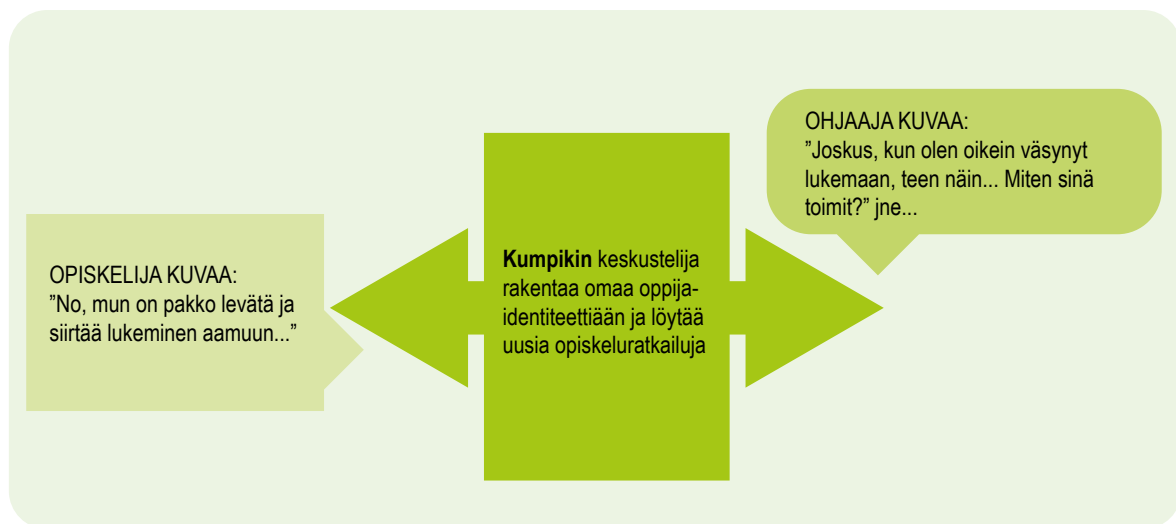 OPISKELIJA KUVAA:
”No, mun on pakko levätä ja
siirtää lukeminen aamuun...”
Kumpikin keskustelija
rakentaa omaa oppija-
identiteettiään ja löytää
uusia opiskeluratkailuja
OHJAAJA KUVAA:
”Joskus, kun olen oikein väsynyt
lukemaan, teen näin... Miten sinä
toimit?” jne...